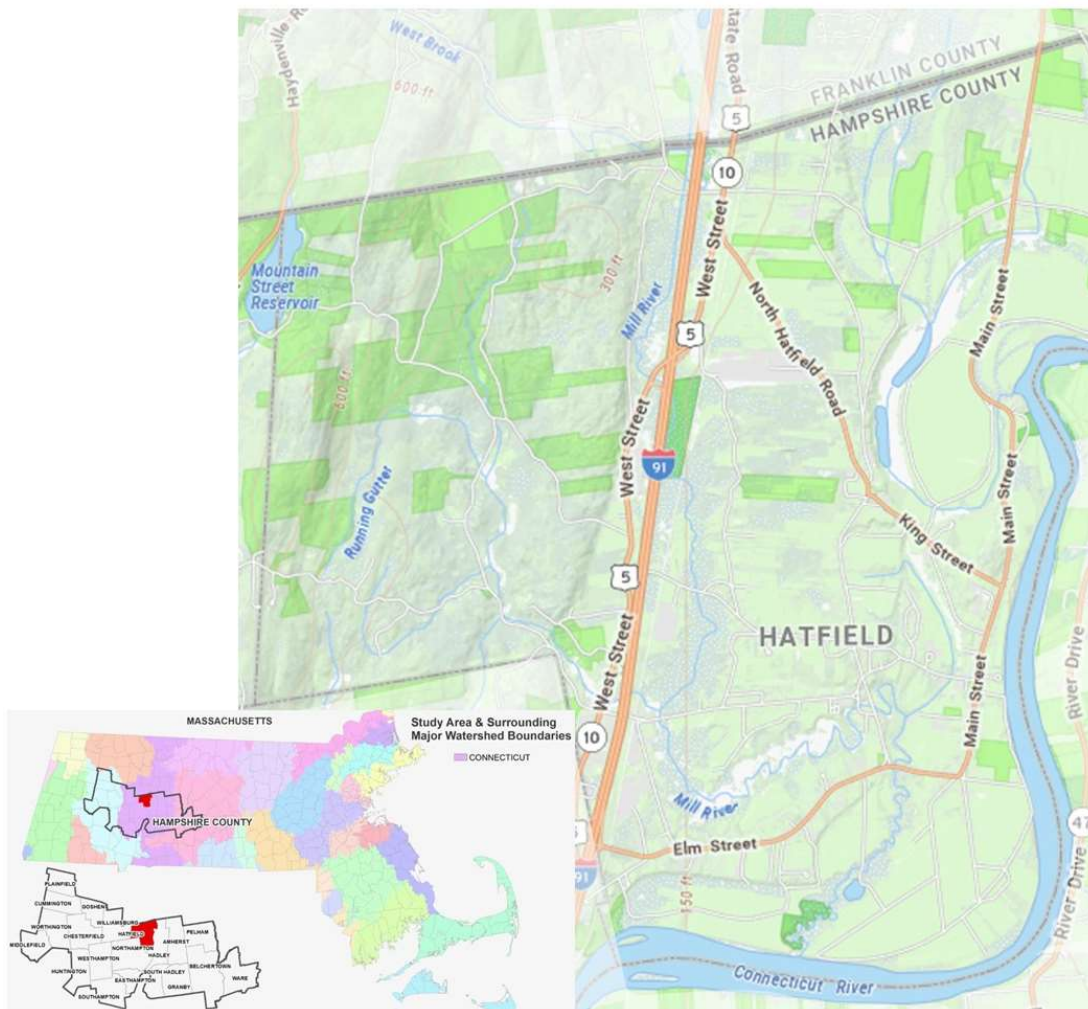 Haydenville R
West Brook
600 ft
State Road
5
FRANKLIN COUNTY
HAMPSHIRE COUNTY
10
West Street
Mountain
Street
Reservoir
300 ft
Mill River
5
North Hatfield Road
Main Street
600 ft
West Street
91
Running Gutter
Main Street
King Street
5
HATFIELD
West Street
Main Street
River Drive
10
Mill River
Elm Street
47
5
91
150 ft
River Drive
Connecticut River
MASSACHUSETTS
Study Area & Surrounding
Major Watershed Boundaries
CONNECTICUT
HAMPSHIRE COUNTY
PLAINFIELD
CUMMINGTON
GOSHEN
WILLIAMSBURG
WORTHINGTON
HATFIELD
PELHAM
CHESTERFIELD
AMHERST
MIDDLEFIELD
NORTHAMPTON
HADLEY
WESTHAMPTON
BELCHERTOWN
HUNTINGTON
SOUTH HADLEY
WARE
EASTHAMPTON
GRANBY
SOUTHAMPTON